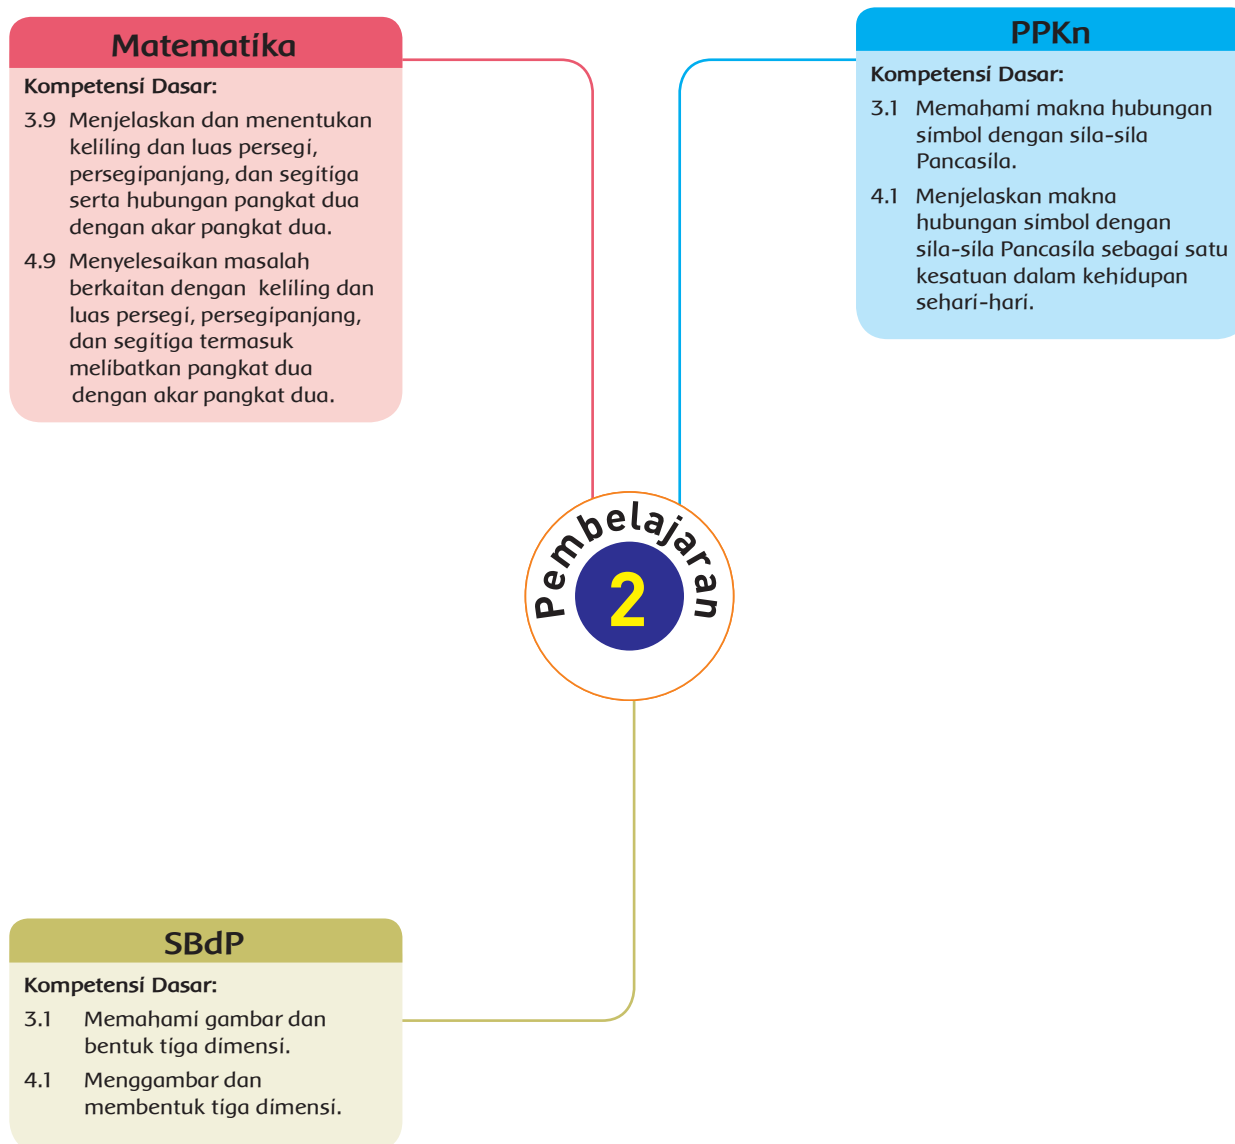 Matematika
Kompetensi Dasar:
3.9 Menjelaskan dan menentukan
keliling dan luas persegi,
persegipanjang, dan segitiga
serta hubungan pangkat dua
dengan akar pangkat dua.
4.9 Menyelesaikan masalah
berkaitan dengan keliling dan
luas persegi, persegipanjang,
dan segitiga termasuk
melibatkan pangkat dua
dengan akar pangkat dua.
PPKn
Kompetensi Dasar:
3.1 Memahami makna hubungan
simbol dengan sila-sila
Pancasila.
4.1 Menjelaskan makna
hubungan simbol dengan
sila-sila Pancasila sebagai satu
kesatuan dalam kehidupan
sehari-hari.
Pembelajaran
2
SBdP
Kompetensi Dasar:
3.1 Memahami gambar dan
bentuk tiga dimensi.
4.1 Menggambar dan
membentuk tiga dimensi.